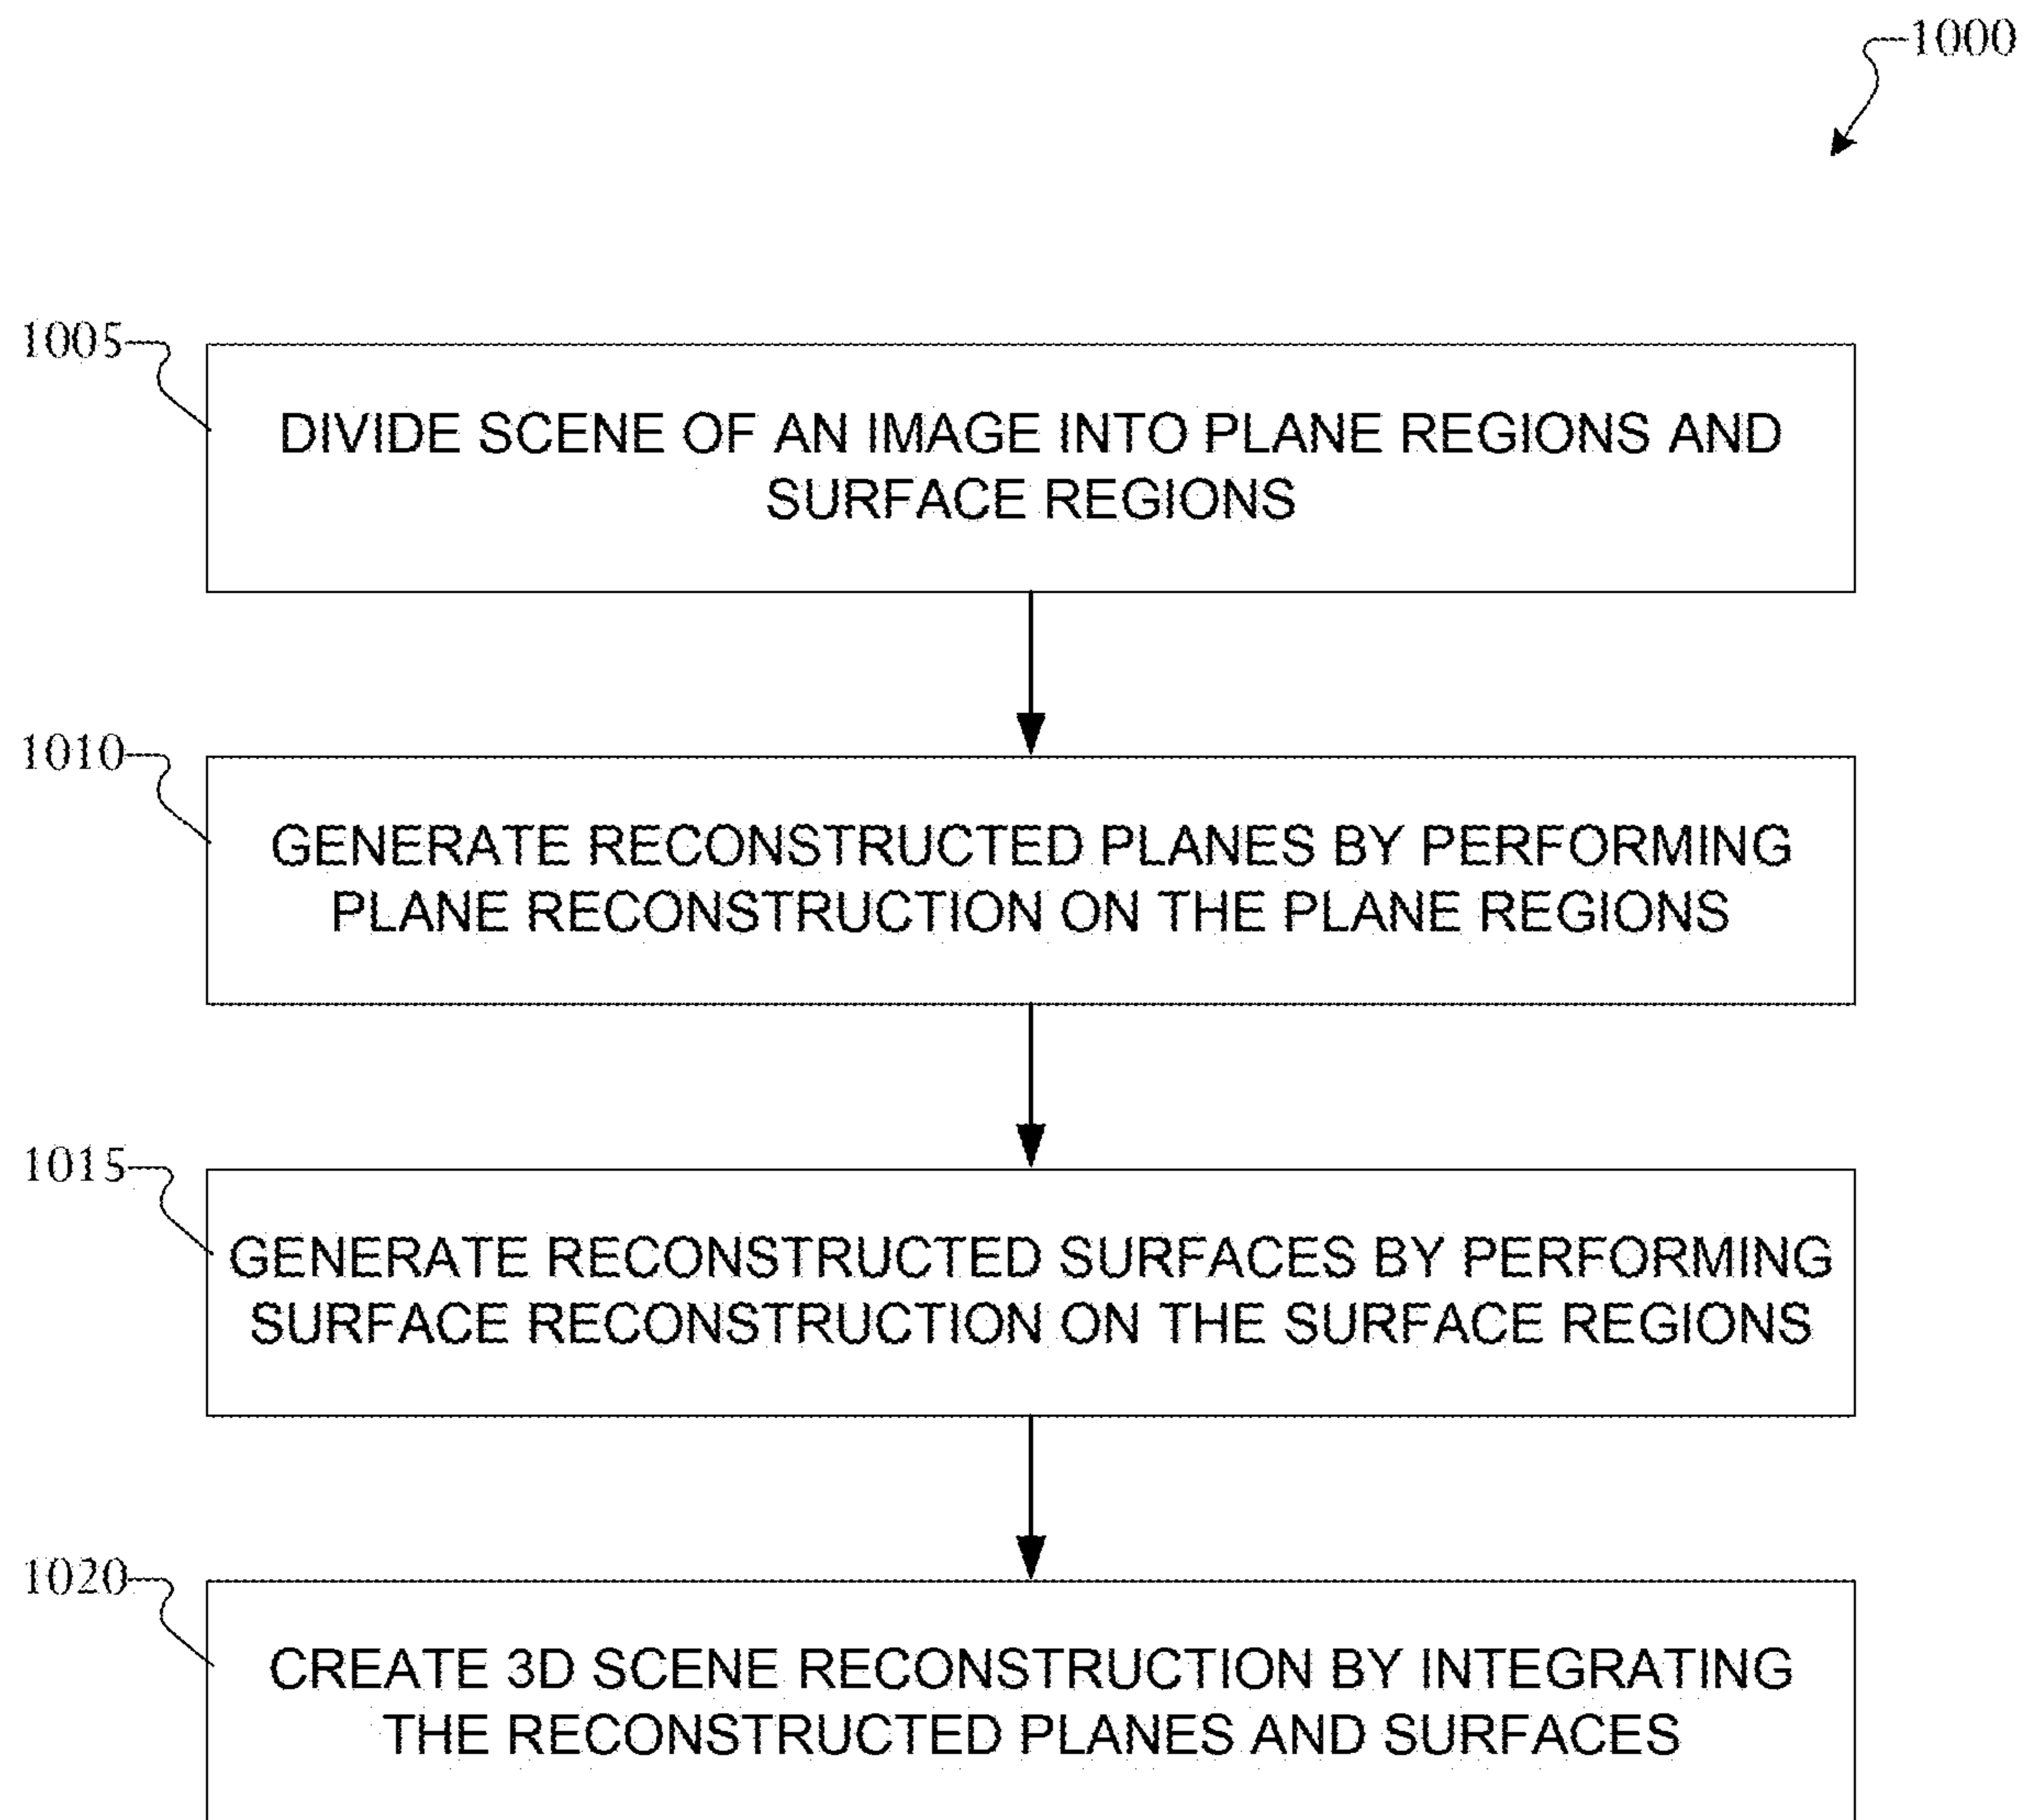 1000
1005
DIVIDE SCENE OF AN IMAGE INTO PLANE REGIONS AND
SURFACE REGIONS
1010
GENERATE RECONSTRUCTED PLANES BY PERFORMING
PLANE RECONSTRUCTION ON THE PLANE REGIONS
1015
GENERATE RECONSTRUCTED SURFACES BY PERFORMING
SURFACE RECONSTRUCTION ON THE SURFACE REGIONS
1020
CREATE 3D SCENE RECONSTRUCTION BY INTEGRATING
THE RECONSTRUCTED PLANES AND SURFACES